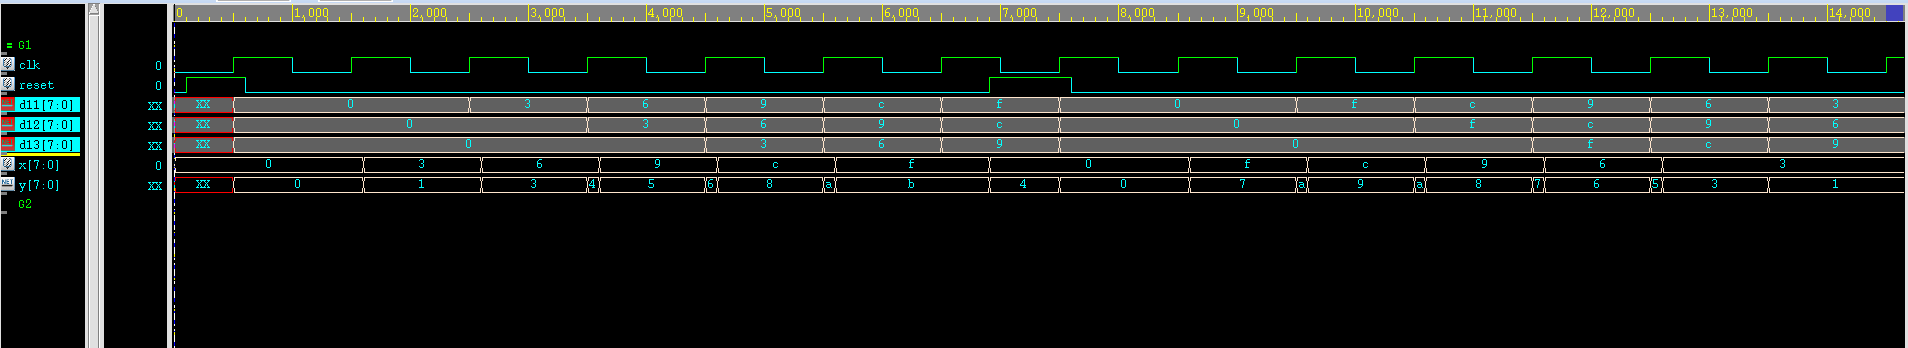 0 1,000 2,000 3,000 4,000 5,000 6,000 7,000 8,000 9,000 10,000 11,000 12,000 13,000 14,000
= G1
clk 0
reset 0
d11[7:0] XX XX 0 3 6 9 c f 0 f c 9 6 3
d12[7:0] XX XX 0 3 6 9 c 0 f c 9 6
d13[7:0] XX XX 0 3 6 9 0 f c 9
x[7:0] 0 0 3 6 9 c f 0 f c 9 6 3
NET y[7:0] XX XX 0 1 3 4 5 6 8 a b 4 0 7 a 9 a 8 7 6 5 3 1
G2